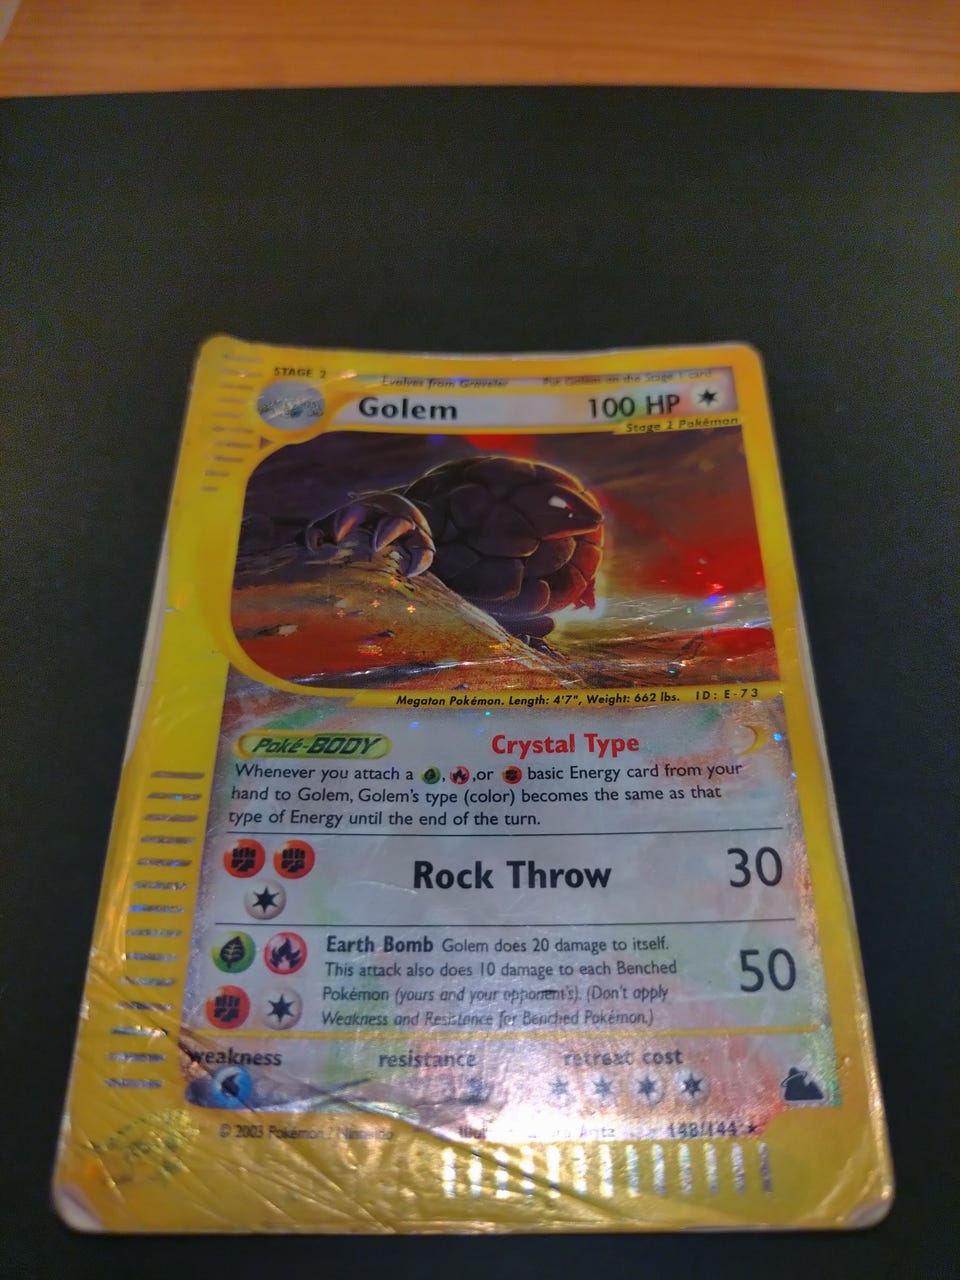 STAGE 2
Evolves from Graveler Put Golem on the Stage 1 card
Golem 100 HP
Stage 2 Pokémon
Megaton Pokémon. Length: 4'7", Weight: 662 lbs. ID: E-73
Poké-BODY Crystal Type
Whenever you attach a , ,or basic Energy card from your
hand to Golem, Golem's type (color) becomes the same as that
type of Energy until the end of the turn.
Rock Throw 30
Earth Bomb Golem does 20 damage to itself.
This attack also does 10 damage to each Benched
Pokémon (yours and your opponent's). (Don't apply
Weakness and Resistance for Benched Pokémon.)
50
weakness resistance retreat cost
© 2003 Pokémon / Nintendo 148/144